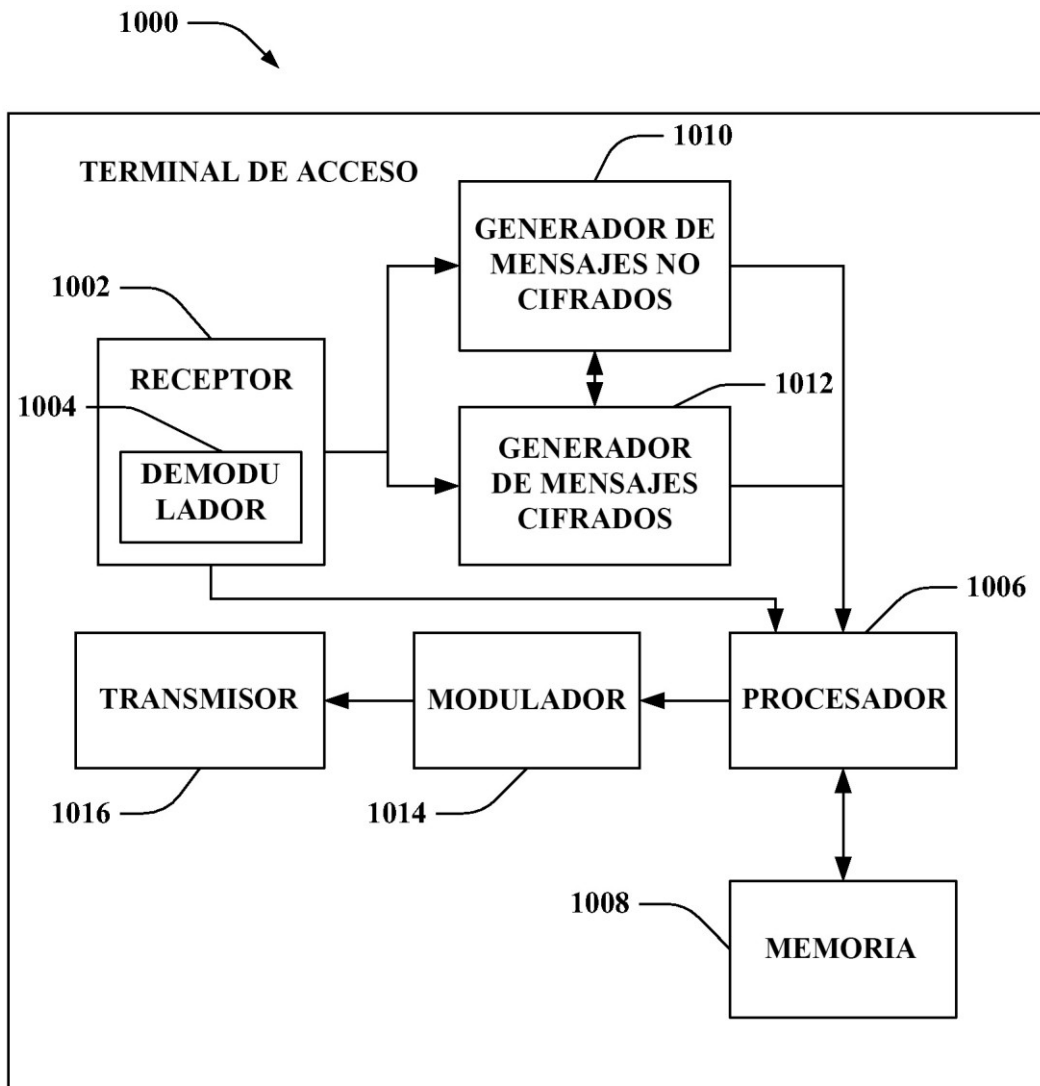 1000
TERMINAL DE ACCESO
1010
GENERADOR DE
MENSAJES NO
CIFRADOS
1002
RECEPTOR
1004
DEMODU
LADOR
1012
GENERADOR
DE MENSAJES
CIFRADOS
1006
TRANSMISOR
MODULADOR
PROCESADOR
1016
1014
1008
MEMORIA